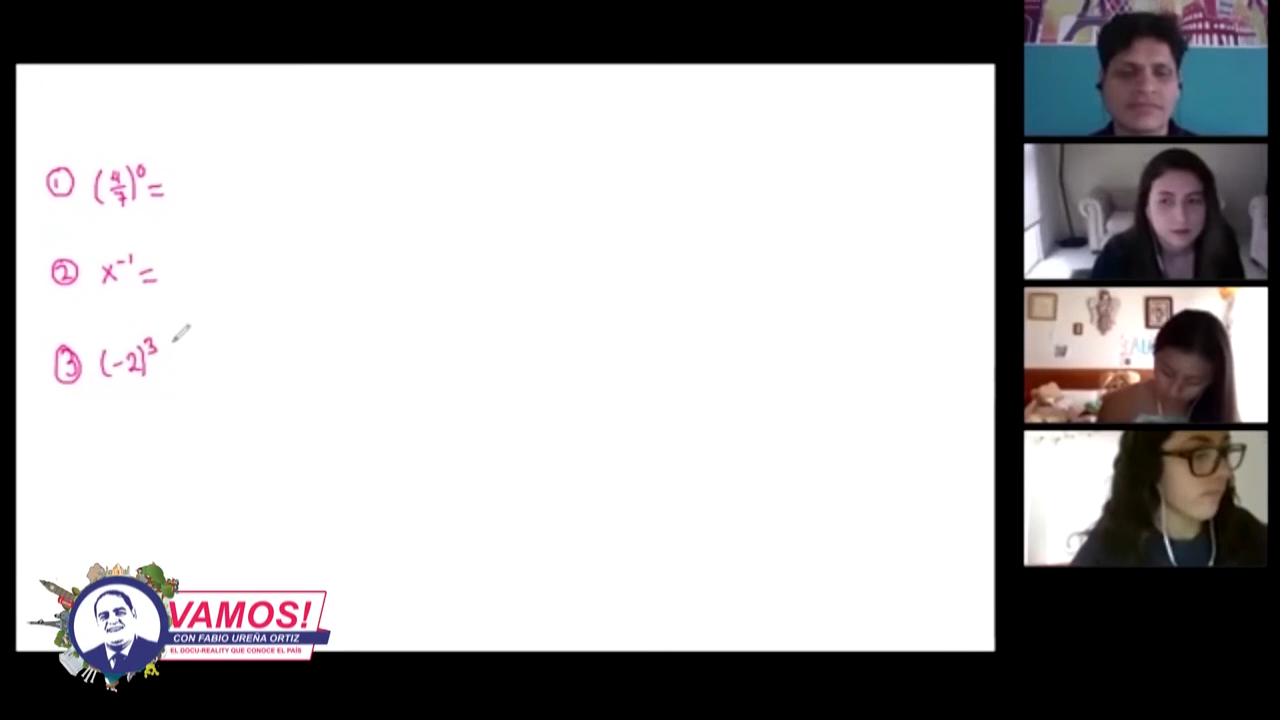 ① (4/7)⁰ =
② x⁻¹ =
③ (-2)³
VAMOS!
CON FABIO UREÑA ORTIZ
EL DOCU-REALITY QUE CONOCE EL PAÍS